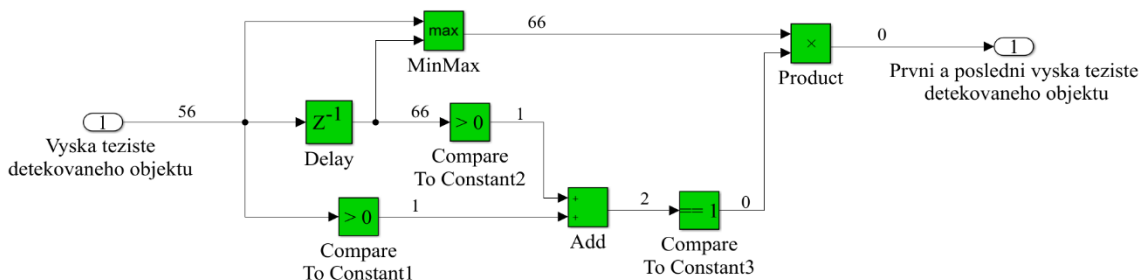 66
max
MinMax
×
Product
0
1
Prvni a posledni vyska teziste
detekovaneho objektu
1
Vyska teziste
detekovaneho objektu
56
Z-1
Delay
66
> 0
Compare
To Constant2
1
> 0
Compare
To Constant1
1
+
+
Add
2
== 1
Compare
To Constant3
0